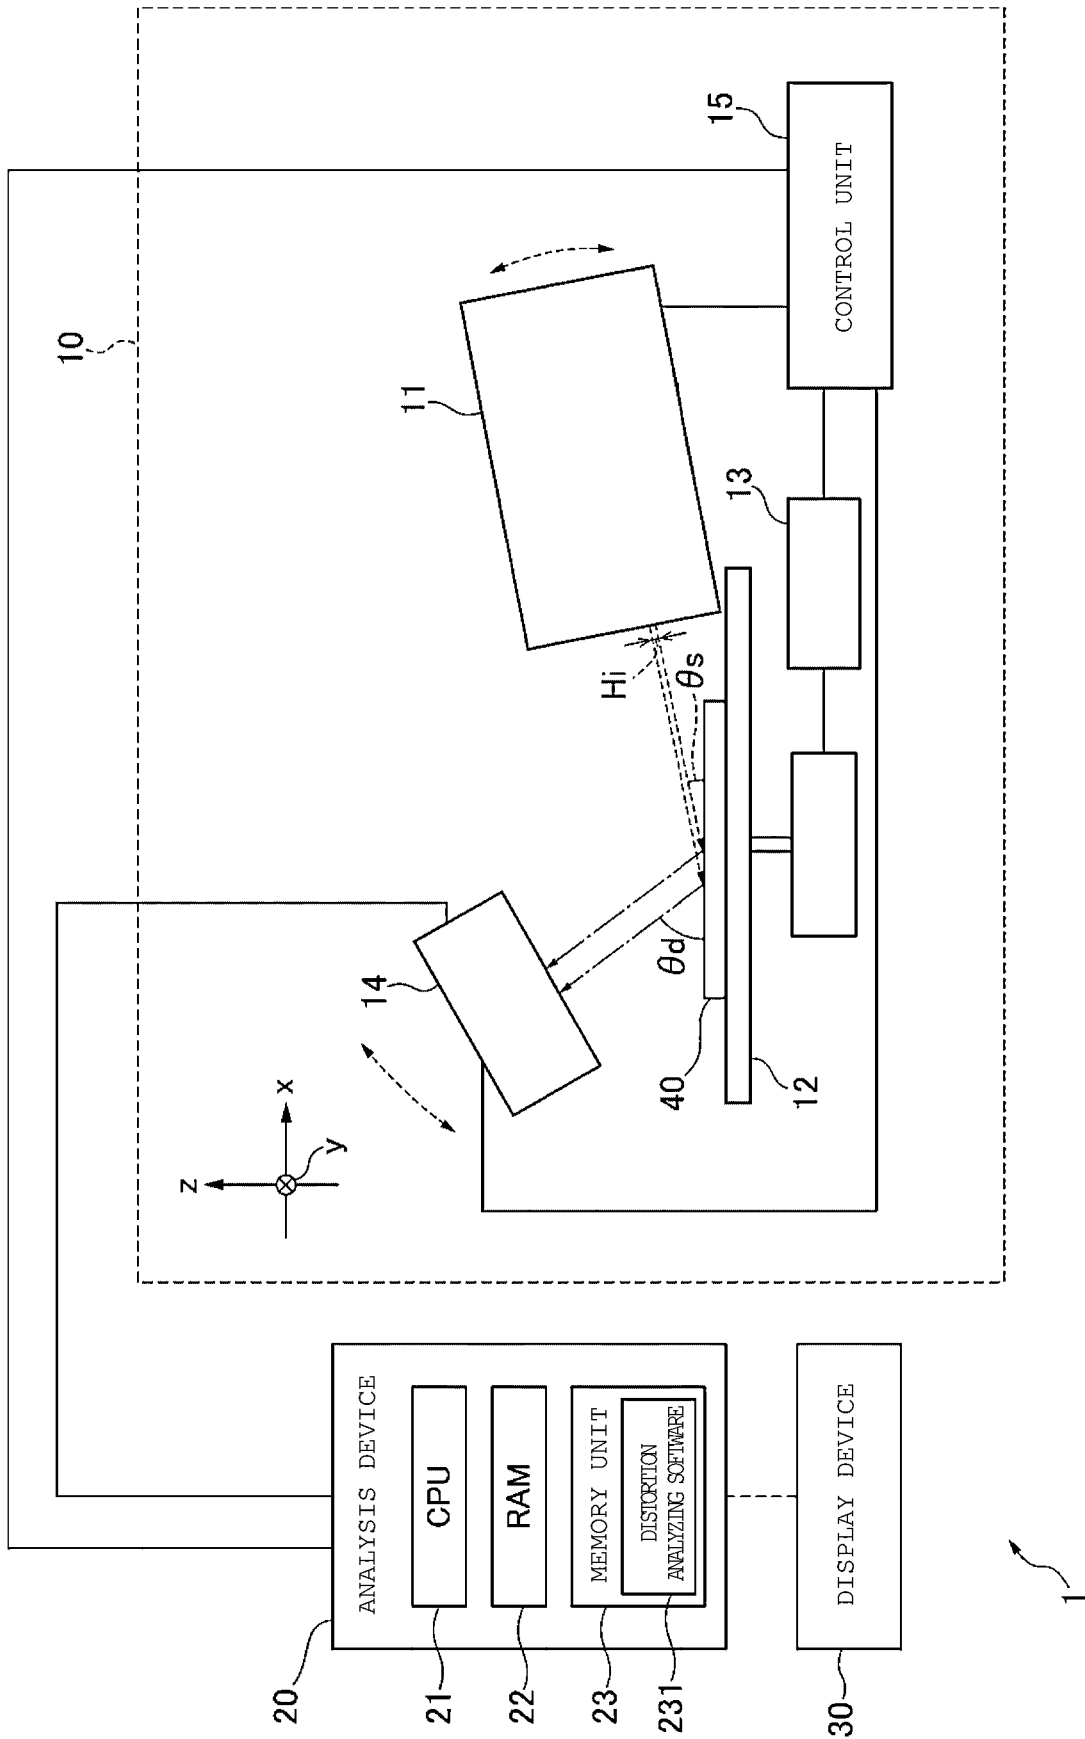 1
10
20
ANALYSIS DEVICE
21
CPU
22
RAM
23
MEMORY UNIT
231
DISTORTION
ANALYZING SOFTWARE
30
DISPLAY DEVICE
z
x
y
14
11
Hi
θs
θd
40
12
13
15
CONTROL UNIT